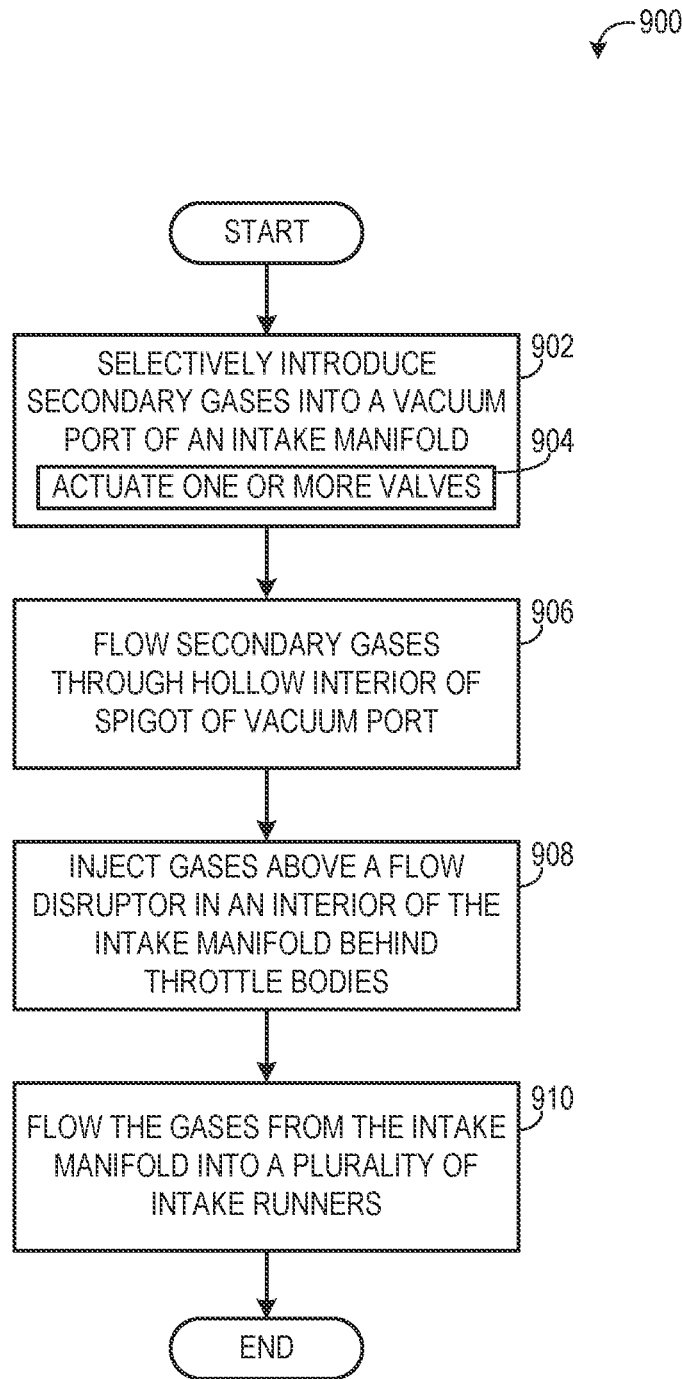 900
START
SELECTIVELY INTRODUCE
SECONDARY GASES INTO A VACUUM
PORT OF AN INTAKE MANIFOLD
902
904
ACTUATE ONE OR MORE VALVES
906
FLOW SECONDARY GASES
THROUGH HOLLOW INTERIOR OF
SPIGOT OF VACUUM PORT
908
INJECT GASES ABOVE A FLOW
DISRUPTOR IN AN INTERIOR OF THE
INTAKE MANIFOLD BEHIND
THROTTLE BODIES
910
FLOW THE GASES FROM THE INTAKE
MANIFOLD INTO A PLURALITY OF
INTAKE RUNNERS
END